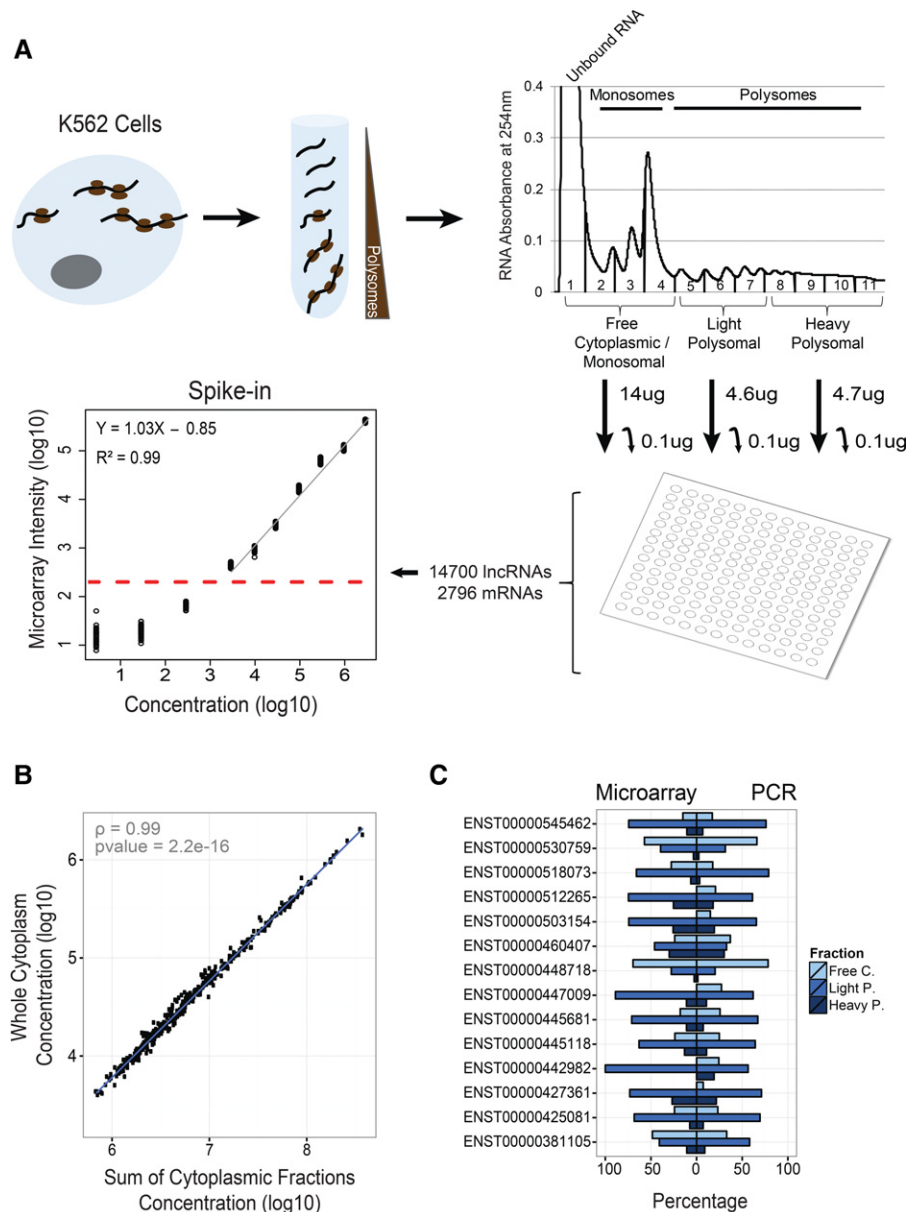 A
K562 Cells
Polysomes
Unbound RNA
Monosomes
Polysomes
RNA Absorbance at 254nm
0.4
0.3
0.2
0.1
0
1 2 3 4 5 6 7 8 9 10 11
Free
Cytoplasmic /
Monosomal
Light
Polysomal
Heavy
Polysomal
14ug
4.6ug
4.7ug
0.1ug
0.1ug
0.1ug
Spike-in
Y = 1.03X − 0.85
R² = 0.99
Microarray Intensity (log10)
5
4
3
2
1
1 2 3 4 5 6
Concentration (log10)
14700 lncRNAs
2796 mRNAs
B
ρ = 0.99
pvalue = 2.2e-16
Whole Cytoplasm
Concentration (log10)
6
5
4
6 7 8
Sum of Cytoplasmic Fractions
Concentration (log10)
C
Microarray PCR
ENST00000545462
ENST00000530759
ENST00000518073
ENST00000512265
ENST00000503154
ENST00000460407
ENST00000448718
ENST00000447009
ENST00000445681
ENST00000445118
ENST00000442982
ENST00000427361
ENST00000425081
ENST00000381105
100 50 0 50 100
Percentage
Fraction
Free C.
Light P.
Heavy P.